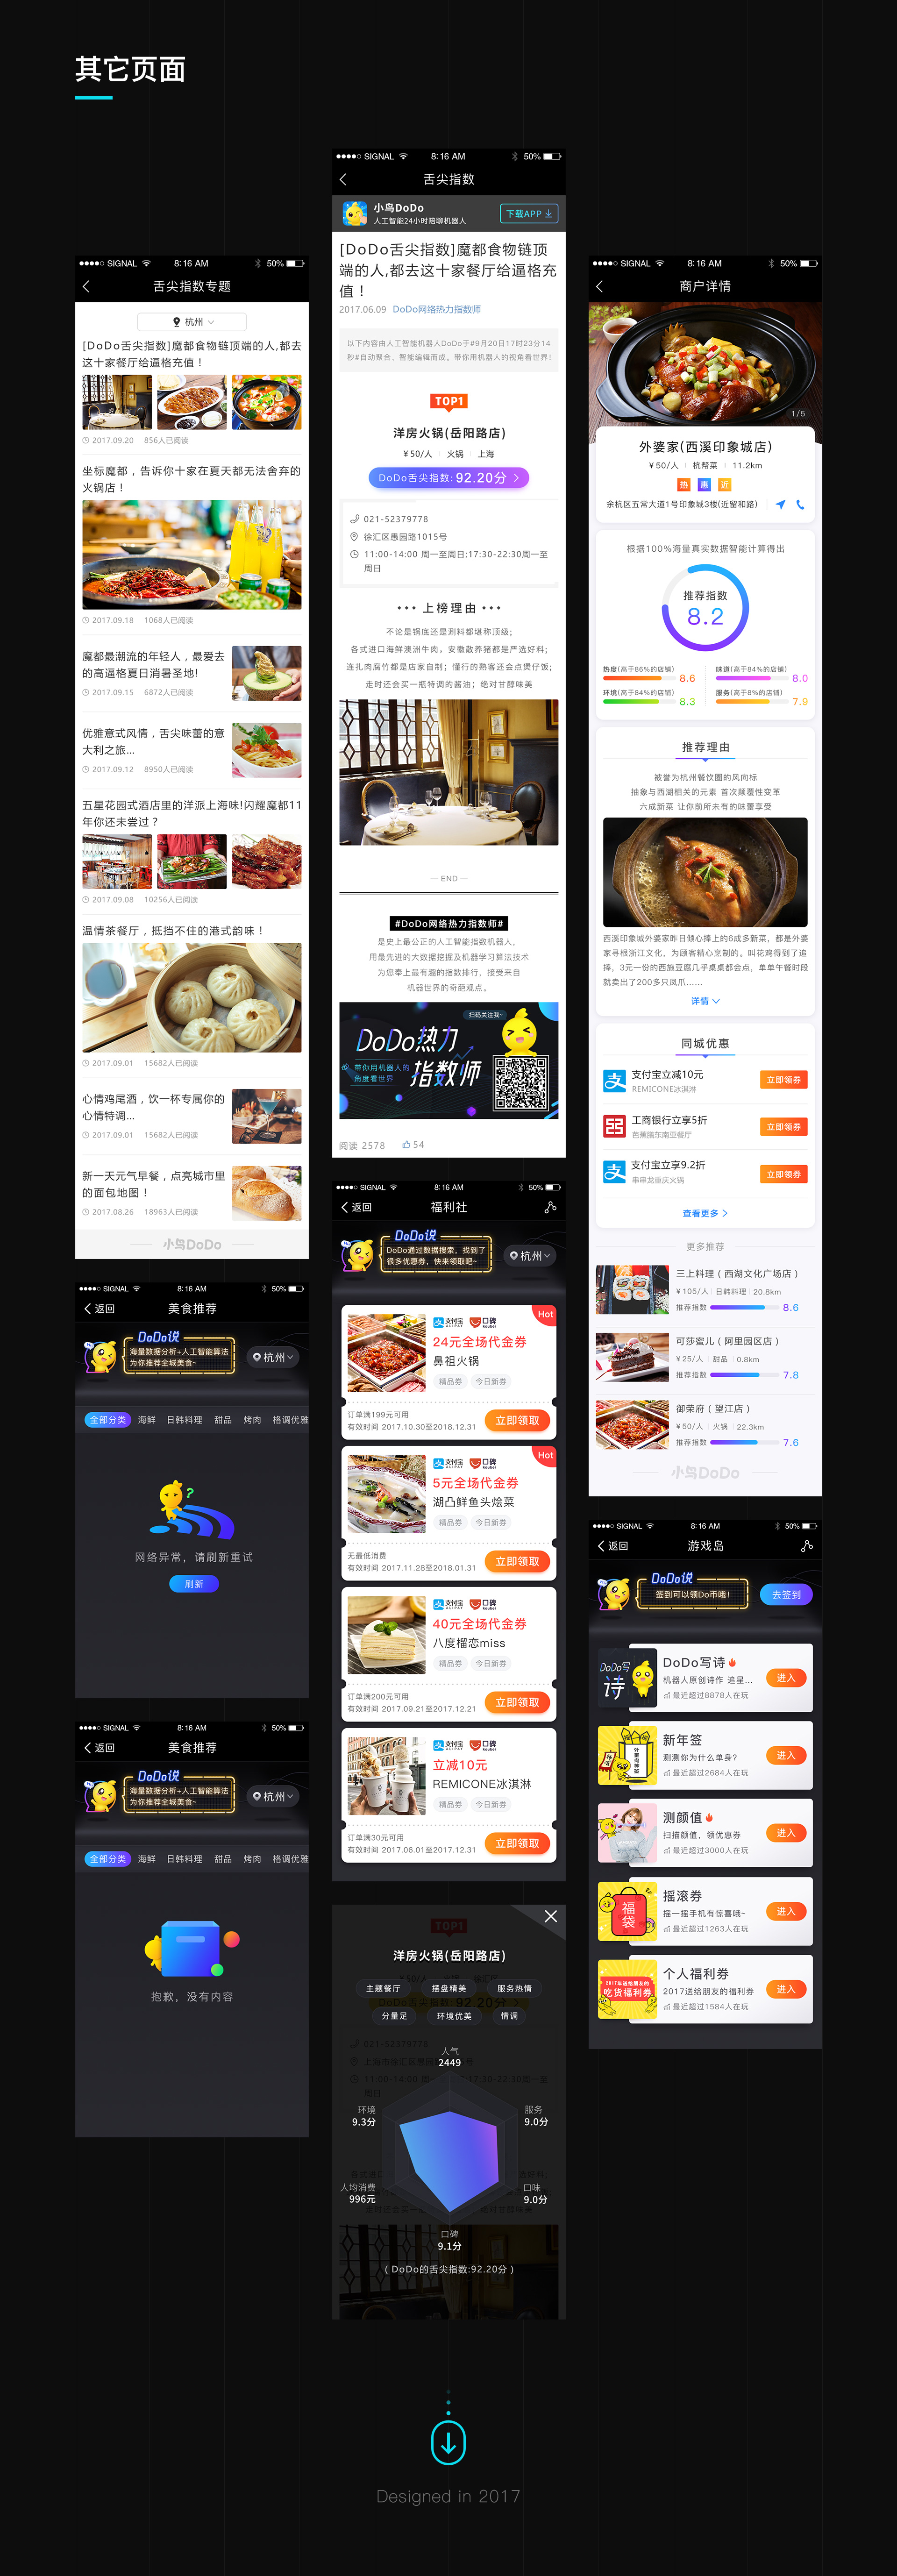 其它页面
SIGNAL 8:16 AM 50%
舌尖指数专题
杭州
[DoDo舌尖指数]魔都食物链顶端的人,都去
这十家餐厅给逼格充值！
2017.09.20 856人已阅读
坐标魔都，告诉你十家在夏天都无法舍弃的
火锅店！
2017.09.18 1068人已阅读
魔都最潮流的年轻人，最爱去
的高逼格夏日消暑圣地!
2017.09.15 6872人已阅读
优雅意式风情，舌尖味蕾的意
大利之旅...
2017.09.12 8950人已阅读
五星花园式酒店里的洋派上海味!闪耀魔都11
年你还未尝过？
2017.09.08 10256人已阅读
温情茶餐厅，抵挡不住的港式韵味！
2017.09.01 15682人已阅读
心情鸡尾酒，饮一杯专属你的
心情特调...
2017.09.01 15682人已阅读
新一天元气早餐，点亮城市里
的面包地图！
2017.08.26 18963人已阅读
小鸟DoDo
SIGNAL 8:16 AM 50%
返回 美食推荐
DoDo说
海量数据分析+人工智能算法
为你推荐全城美食~
杭州
全部分类 海鲜 日韩料理 甜品 烤肉 格调优雅
?
网络异常，请刷新重试
刷新
SIGNAL 8:16 AM 50%
返回 美食推荐
DoDo说
海量数据分析+人工智能算法
为你推荐全城美食~
杭州
全部分类 海鲜 日韩料理 甜品 烤肉 格调优雅
抱歉，没有内容
SIGNAL 8:16 AM 50%
舌尖指数
小鸟DoDo
人工智能24小时陪聊机器人
下载APP
[DoDo舌尖指数]魔都食物链顶
端的人,都去这十家餐厅给逼格充
值！
2017.06.09 DoDo网络热力指数师
以下内容由人工智能机器人DoDo于#9月20日17时23分14
秒#自动聚合、智能编辑而成。带你用机器人的视角看世界!
TOP1
洋房火锅(岳阳路店)
￥50/人 火锅 上海
DoDo舌尖指数:92.20分
021-52379778
徐汇区愚园路1015号
11:00-14:00 周一至周日;17:30-22:30周一至
周日
上榜理由
不论是锅底还是涮料都堪称顶级;
各式进口海鲜澳洲牛肉。安徽散养猪都是严选好料;
连扎肉腐竹都是店家自制；懂行的熟客还会点煲仔饭;
走时还会买一瓶特调的酱油；绝对甘醇味美
END
#DoDo网络热力指数师#
是史上最公正的人工智能指数机器人,
用最先进的大数据挖掘及机器学习算法技术
为您奉上最有趣的指数排行，接受来自
机器世界的奇葩观点。
扫码关注我~
DoDo热力
指数师
带你用机器人的
角度看世界
阅读 2578 54
SIGNAL 8:16 AM 50%
返回 福利社
DoDo说
DoDo通过数据搜索，找到了
很多优惠券，快来领取吧~
杭州
Hot
支付宝 ALIPAY 口碑 koubei
24元全场代金券
鼻祖火锅
精品券 今日新券
订单满199元可用
有效时间 2017.10.30至2018.12.31
立即领取
Hot
支付宝 ALIPAY 口碑 koubei
5元全场代金券
湖凸鲜鱼头烩菜
精品券 今日新券
无最低消费
有效时间 2017.11.28至2018.01.31
立即领取
支付宝 ALIPAY 口碑 koubei
40元全场代金券
八度榴恋miss
精品券 今日新券
订单满200元可用
有效时间 2017.09.21至2017.12.21
立即领取
支付宝 ALIPAY 口碑 koubei
立减10元
REMICONE冰淇淋
精品券 今日新券
订单满30元可用
有效时间 2017.06.01至2017.12.31
立即领取
TOP1
洋房火锅(岳阳路店)
主题餐厅 摆盘精美 服务热情
DoDo舌尖指数:92.20分
分量足 环境优美 情调
021-52379778
人气
2449
环境
9.3分
服务
9.0分
人均消费
996元
口味
9.0分
口碑
9.1分
( DoDo的舌尖指数:92.20分 )
SIGNAL 8:16 AM 50%
商户详情
1/5
外婆家(西溪印象城店)
￥50/人 杭帮菜 11.2km
热 惠 近
余杭区五常大道1号印象城3楼(近留和路)
根据100%海量真实数据智能计算得出
推荐指数
8.2
热度(高于86%的店铺) 8.6
味道(高于84%的店铺) 8.0
环境(高于84%的店铺) 8.3
服务(高于8%的店铺) 7.9
推荐理由
被誉为杭州餐饮圈的风向标
抽象与西湖相关的元素 首次颠覆性变革
六成新菜 让你前所未有的味蕾享受
西溪印象城外婆家昨日倾心捧上的6成多新菜，都是外婆
家寻根浙江文化，为顾客精心烹制的。叫花鸡得到了追
捧，3元一份的西施豆腐几乎桌桌都会点，单单午餐时段
就卖出了200多只凤爪......
详情
同城优惠
支付宝立减10元
REMICONE冰淇淋
立即领券
工商银行立享5折
芭蕉丽东南亚餐厅
立即领券
支付宝立享9.2折
串串龙重庆火锅
立即领券
查看更多
更多推荐
三上料理（西湖文化广场店）
￥105/人 日韩料理 20.8km
推荐指数 8.6
可莎蜜儿（阿里园区店）
￥25/人 甜品 0.8km
推荐指数 7.8
御荣府（望江店）
￥50/人 火锅 22.3km
推荐指数 7.6
小鸟DoDo
SIGNAL 8:16 AM 50%
返回 游戏岛
DoDo说
签到可以领Do币哦！
去签到
DoDo写
诗
DoDo写诗
机器人原创诗作 追星...
最近超过8878人在玩
进入
新年签
测测你为什么单身?
最近超过2684人在玩
进入
测颜值
扫描颜值，领优惠券
最近超过3000人在玩
进入
福袋
摇滚券
摇一摇手机有惊喜哦~
最近超过1263人在玩
进入
2017年送给朋友的
吃货福利券
个人福利券
2017送给朋友的福利券
最近超过1584人在玩
进入
Designed in 2017